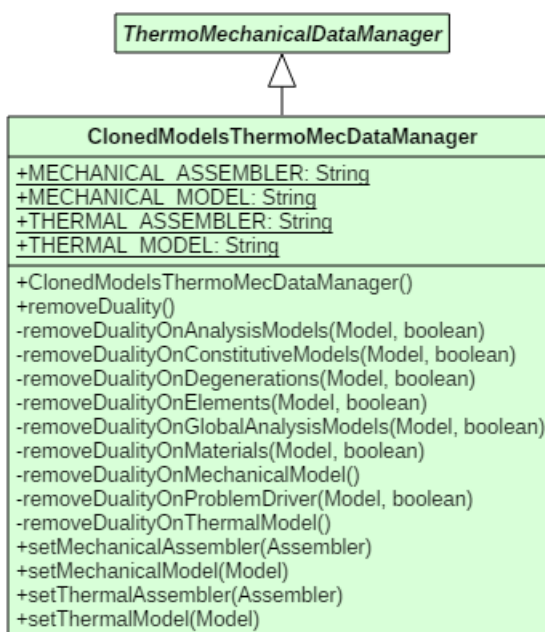 ThermoMechanicalDataManager
ClonedModelsThermoMecDataManager
+MECHANICAL_ASSEMBLER: String
+MECHANICAL_MODEL: String
+THERMAL_ASSEMBLER: String
+THERMAL_MODEL: String
+ClonedModelsThermoMecDataManager()
+removeDuality()
-removeDualityOnAnalysisModels(Model, boolean)
-removeDualityOnConstitutiveModels(Model, boolean)
-removeDualityOnDegenerations(Model, boolean)
-removeDualityOnElements(Model, boolean)
-removeDualityOnGlobalAnalysisModels(Model, boolean)
-removeDualityOnMaterials(Model, boolean)
-removeDualityOnMechanicalModel()
-removeDualityOnProblemDriver(Model, boolean)
-removeDualityOnThermalModel()
+setMechanicalAssembler(Assembler)
+setMechanicalModel(Model)
+setThermalAssembler(Assembler)
+setThermalModel(Model)